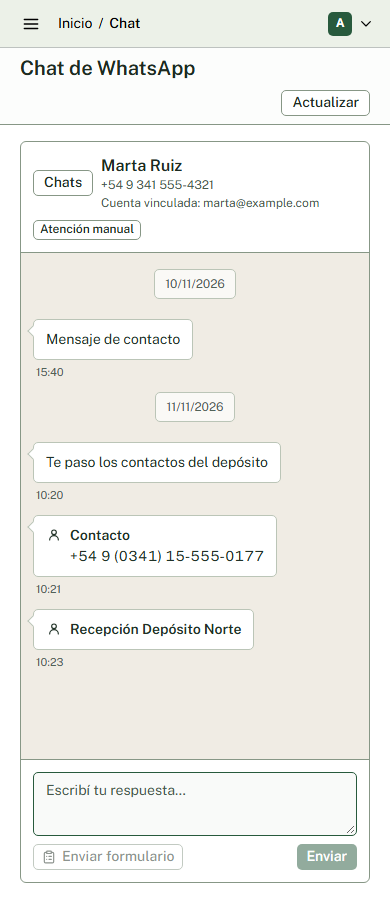 Inicio / Chat
A
Chat de WhatsApp
Actualizar
Chats
Marta Ruiz
+54 9 341 555-4321
Cuenta vinculada: marta@example.com
Atención manual
10/11/2026
Mensaje de contacto
15:40
11/11/2026
Te paso los contactos del depósito
10:20
Contacto
+54 9 (0341) 15-555-0177
10:21
Recepción Depósito Norte
10:23
Escribí tu respuesta...
Enviar formulario
Enviar